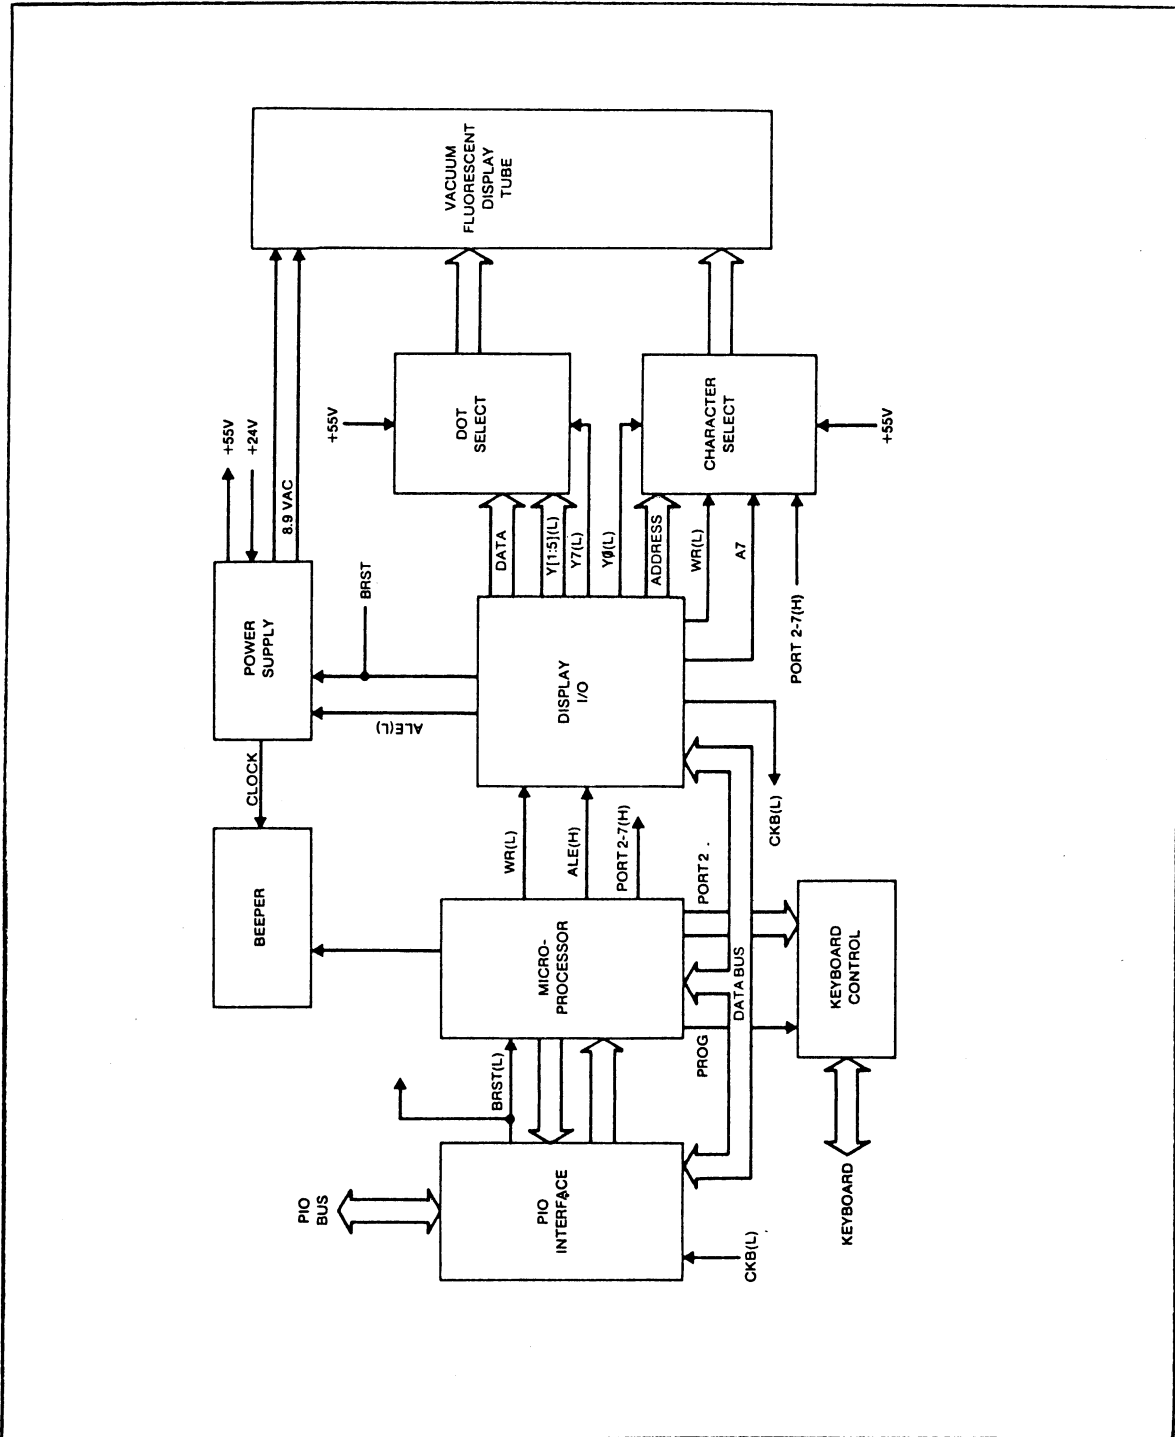 VACUUM
FLUORESCENT
DISPLAY
TUBE
+55V
+24V
8.9 VAC
POWER
SUPPLY
BRST
ALE(L)
CLOCK
BEEPER
+55V
DOT
SELECT
DATA
Y[1:5](L)
Y7(L)
Y0(L)
ADDRESS
WR(L)
A7
PORT 2-7(H)
CHARACTER
SELECT
+55V
DISPLAY
I/O
WR(L)
ALE(H)
PORT 2-7(H)
CKB(L)
MICRO-
PROCESSOR
PORT 2
DATA BUS
PROG
KEYBOARD
CONTROL
KEYBOARD
BRST(L)
PIO
BUS
PIO
INTERFACE
CKB(L)